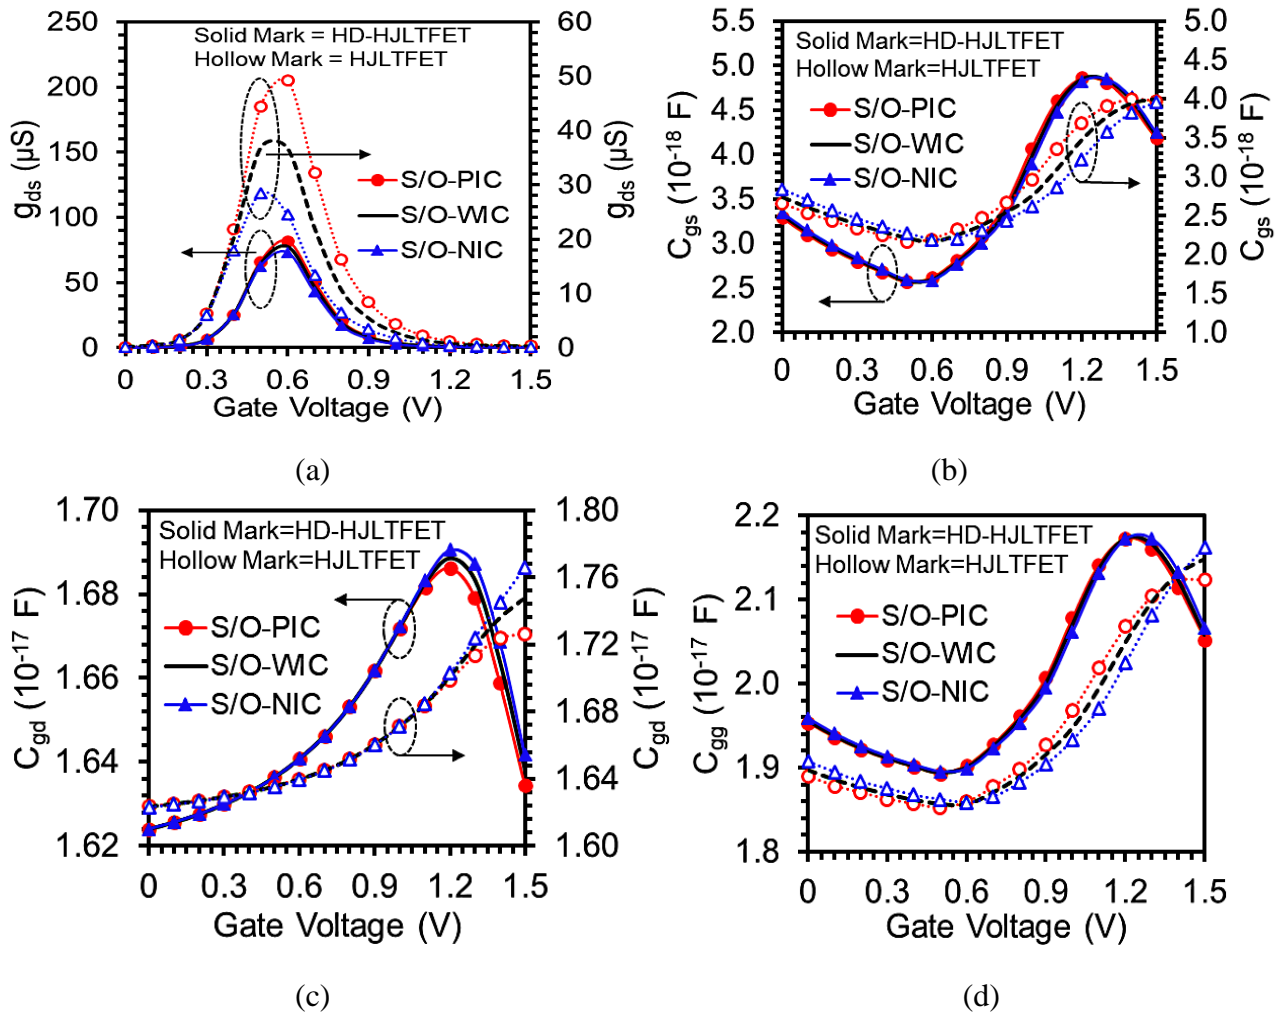 250
200
150
100
50
0
g_ds (µS)
Solid Mark = HD-HJLTFET
Hollow Mark = HJLTFET
S/O-PIC
S/O-WIC
S/O-NIC
60
50
40
30
20
10
0
g_ds (µS)
0 0.3 0.6 0.9 1.2 1.5
Gate Voltage (V)
(a)
5.5
5.0
4.5
4.0
3.5
3.0
2.5
2.0
C_gs (10^-18 F)
Solid Mark=HD-HJLTFET
Hollow Mark=HJLTFET
S/O-PIC
S/O-WIC
S/O-NIC
5.0
4.5
4.0
3.5
3.0
2.5
2.0
1.5
1.0
C_gs (10^-18 F)
0 0.3 0.6 0.9 1.2 1.5
Gate Voltage (V)
(b)
1.70
1.68
1.66
1.64
1.62
C_gd (10^-17 F)
Solid Mark=HD-HJLTFET
Hollow Mark=HJLTFET
S/O-PIC
S/O-WIC
S/O-NIC
1.80
1.76
1.72
1.68
1.64
1.60
C_gd (10^-17 F)
0 0.3 0.6 0.9 1.2 1.5
Gate Voltage (V)
(c)
2.2
2.1
2.0
1.9
1.8
C_gg (10^-17 F)
Solid Mark=HD-HJLTFET
Hollow Mark=HJLTFET
S/O-PIC
S/O-WIC
S/O-NIC
0 0.3 0.6 0.9 1.2 1.5
Gate Voltage (V)
(d)